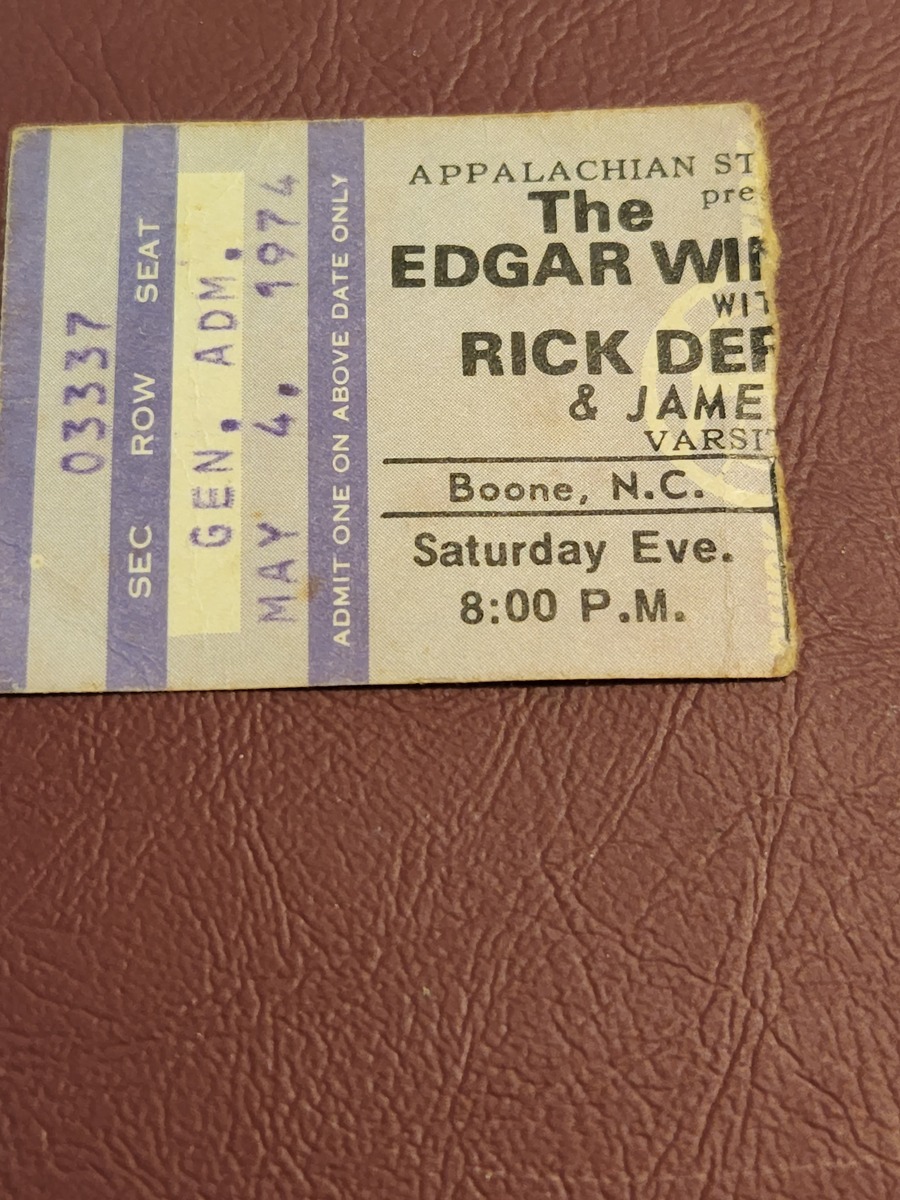 03337
SEC ROW SEAT
GEN. ADM.
MAY 4. 1974
ADMIT ONE ON ABOVE DATE ONLY
APPALACHIAN ST
pre
The
EDGAR WIN
WIT
RICK DER
& JAME
VARSIT
Boone, N.C.
Saturday Eve.
8:00 P.M.